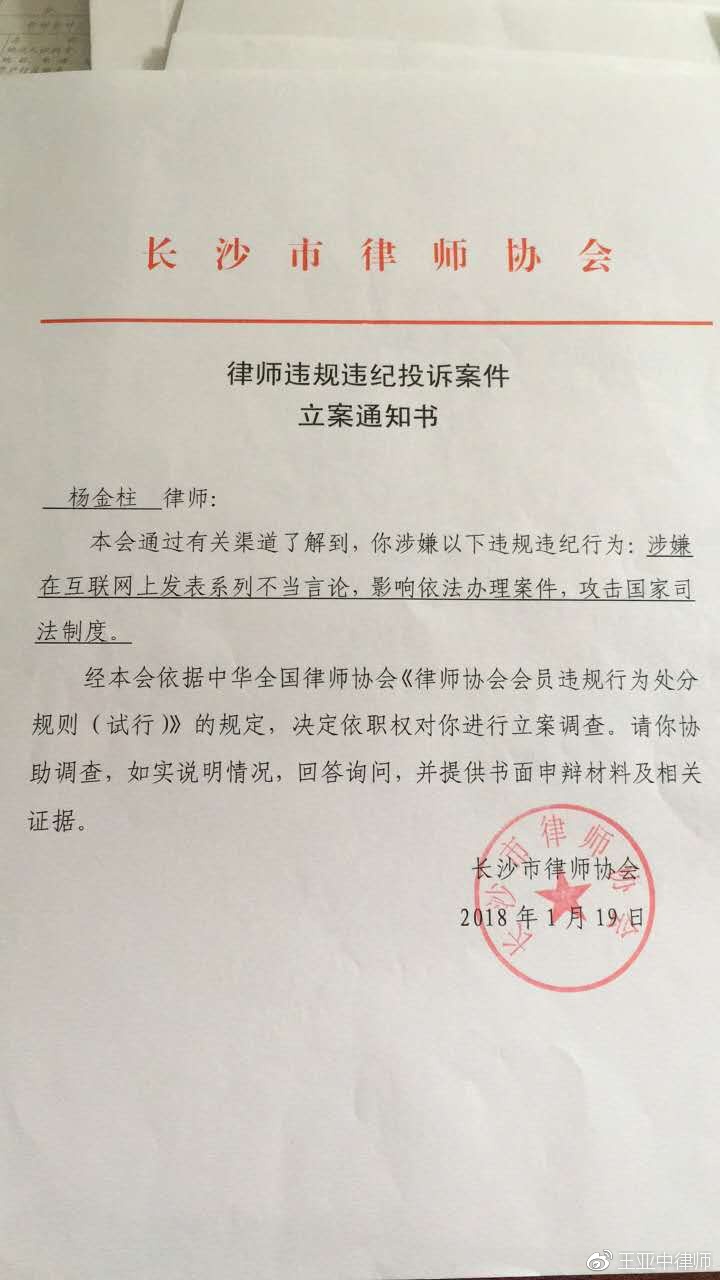 长沙市律师协会
律师违规违纪投诉案件
立案通知书
杨金柱 律师：
本会通过有关渠道了解到，你涉嫌以下违规违纪行为：涉嫌
在互联网上发表系列不当言论，影响依法办理案件，攻击国家司
法制度。
经本会依据中华全国律师协会《律师协会会员违规行为处分
规则（试行）》的规定，决定依职权对你进行立案调查。请你协
助调查，如实说明情况，回答询问，并提供书面申辩材料及相关
证据。
长沙市律师协会
2018年1月19日
长沙市律师协会
王亚中律师